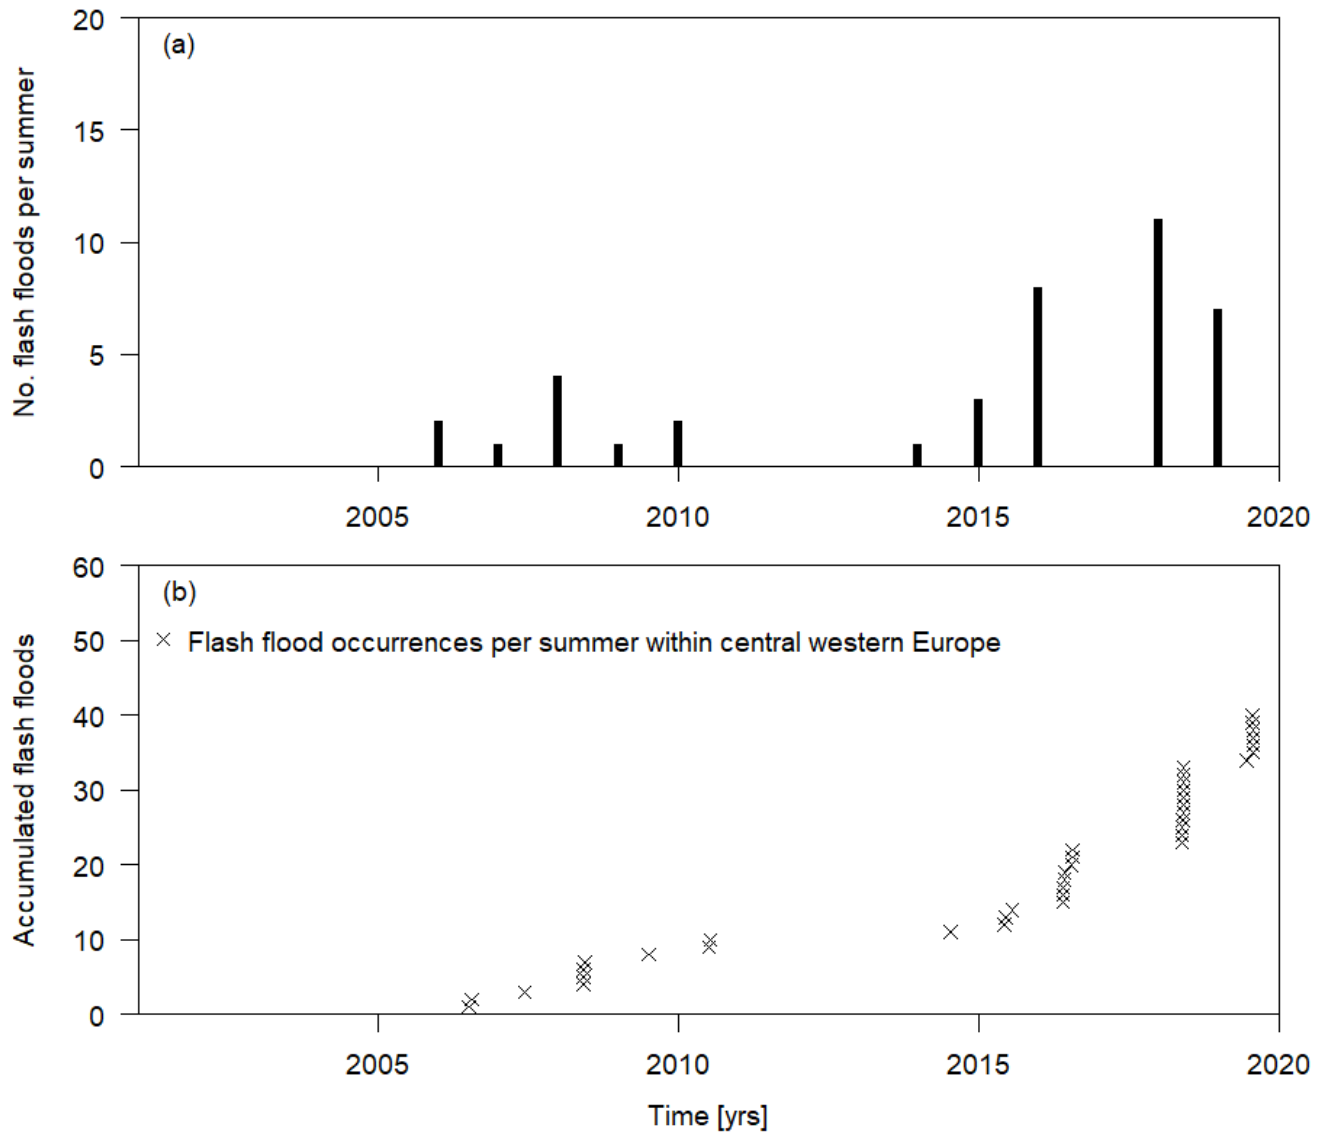 No. flash floods per summer
20
15
10
5
0
(a)
2005 2010 2015 2020
Accumulated flash floods
60
50
40
30
20
10
0
(b)
Flash flood occurrences per summer within central western Europe
2005 2010 2015 2020
Time [yrs]